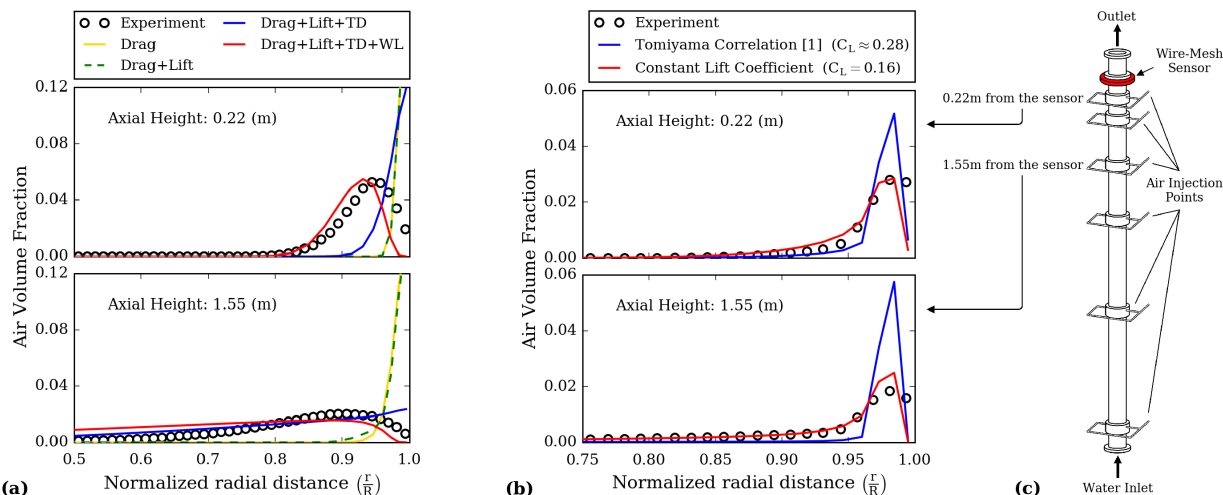 Experiment
Drag
Drag+Lift
Drag+Lift+TD
Drag+Lift+TD+WL
0.12
0.08
0.04
0.00
Axial Height: 0.22 (m)
0.12
0.08
0.04
0.00
Axial Height: 1.55 (m)
Air Volume Fraction
0.5 0.6 0.7 0.8 0.9 1.0
Normalized radial distance (r/R)
(a)
Experiment
Tomiyama Correlation [1] (C_L ≈ 0.28)
Constant Lift Coefficient (C_L = 0.16)
0.06
0.04
0.02
0.00
Axial Height: 0.22 (m)
0.06
0.04
0.02
0.00
Axial Height: 1.55 (m)
Air Volume Fraction
0.75 0.80 0.85 0.90 0.95 1.00
Normalized radial distance (r/R)
(b)
Outlet
Wire-Mesh
Sensor
0.22m from the sensor
1.55m from the sensor
Air Injection
Points
Water Inlet
(c)